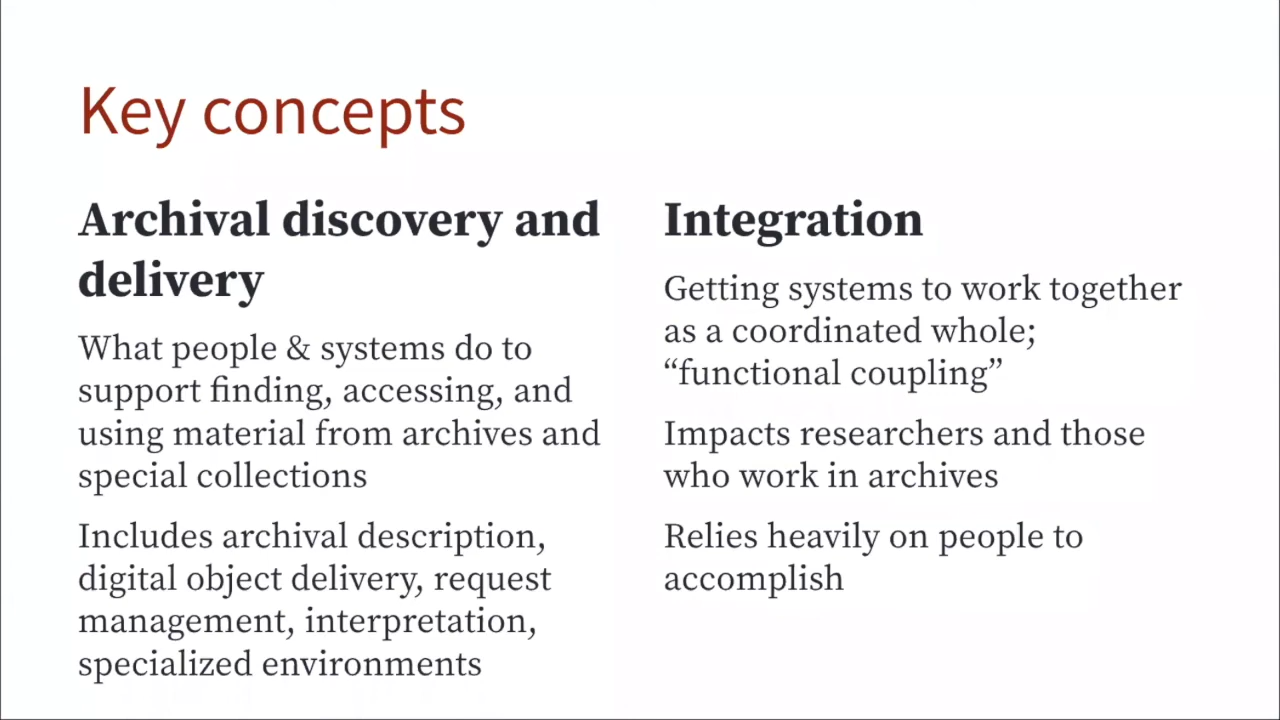 Key concepts
Archival discovery and
delivery
What people & systems do to
support finding, accessing, and
using material from archives and
special collections
Includes archival description,
digital object delivery, request
management, interpretation,
specialized environments
Integration
Getting systems to work together
as a coordinated whole;
“functional coupling”
Impacts researchers and those
who work in archives
Relies heavily on people to
accomplish